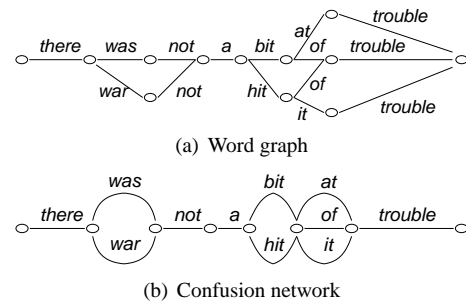 there was not a bit at of trouble trouble
war not hit of it trouble
(a) Word graph
was bit at
there not a of trouble
war hit it
(b) Confusion network